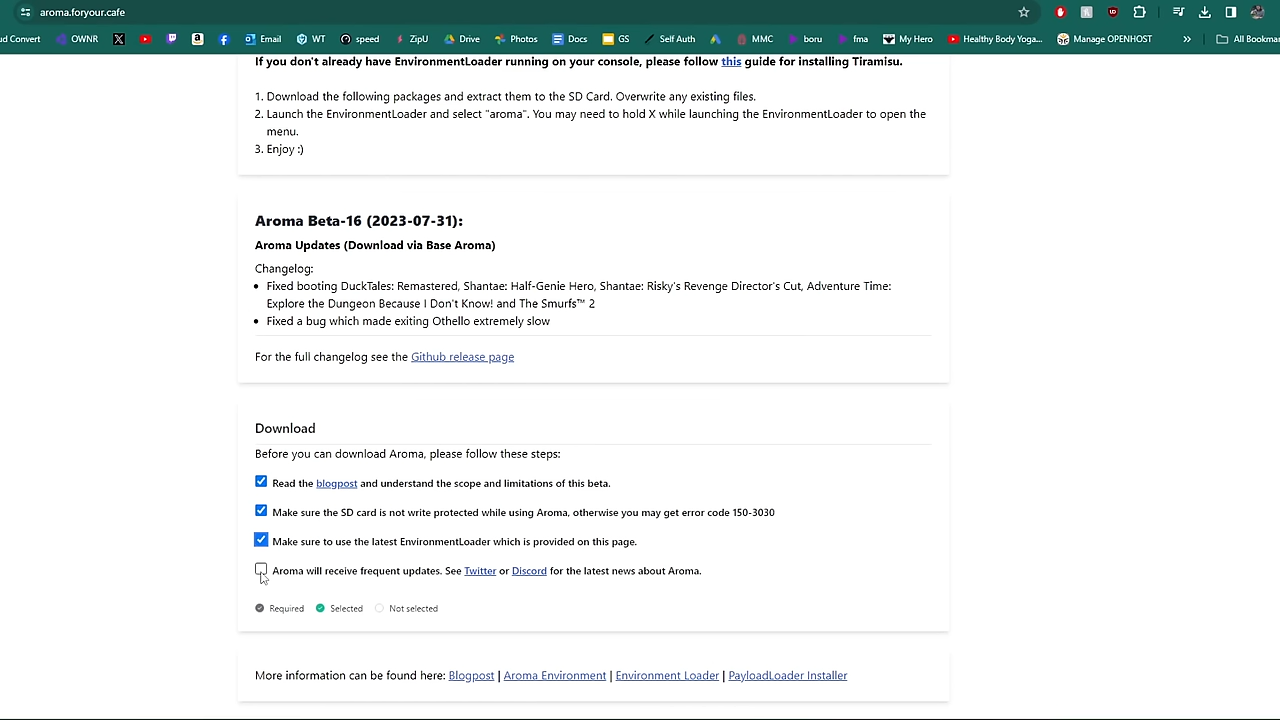 aroma.foryour.cafe
ud Convert OWNR Email WT speed ZipU Drive Photos Docs GS Self Auth MMC boru fma My Hero Healthy Body Yoga... Manage OPENHOST » All Bookmar
If you don't already have EnvironmentLoader running on your console, please follow this guide for installing Tiramisu.
1. Download the following packages and extract them to the SD Card. Overwrite any existing files.
2. Launch the EnvironmentLoader and select "aroma". You may need to hold X while launching the EnvironmentLoader to open the
menu.
3. Enjoy :)
Aroma Beta-16 (2023-07-31):
Aroma Updates (Download via Base Aroma)
Changelog:
• Fixed booting DuckTales: Remastered, Shantae: Half-Genie Hero, Shantae: Risky's Revenge Director's Cut, Adventure Time:
Explore the Dungeon Because I Don't Know! and The Smurfs™ 2
• Fixed a bug which made exiting Othello extremely slow
For the full changelog see the Github release page
Download
Before you can download Aroma, please follow these steps:
Read the blogpost and understand the scope and limitations of this beta.
Make sure the SD card is not write protected while using Aroma, otherwise you may get error code 150-3030
Make sure to use the latest EnvironmentLoader which is provided on this page.
Aroma will receive frequent updates. See Twitter or Discord for the latest news about Aroma.
Required Selected Not selected
More information can be found here: Blogpost | Aroma Environment | Environment Loader | PayloadLoader Installer